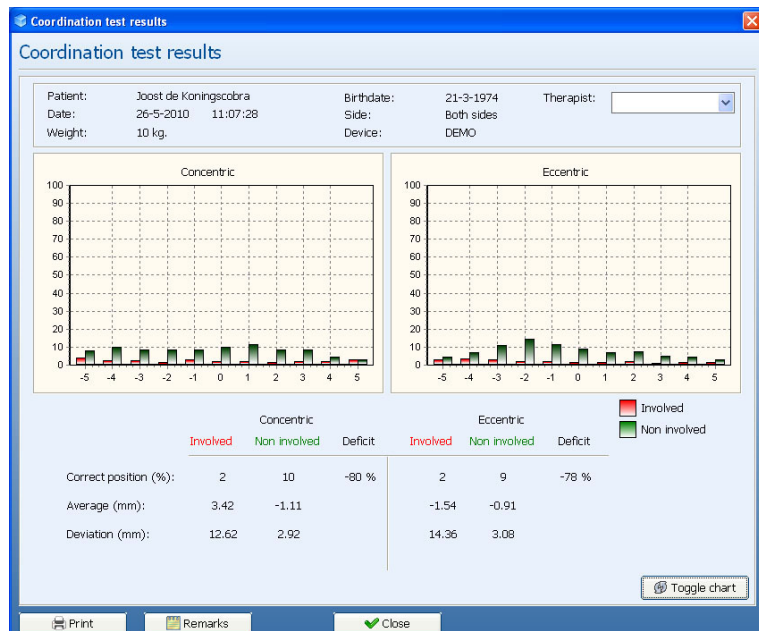 Coordination test results
Coordination test results
Patient: Joost de Koningscobra Birthdate: 21-3-1974 Therapist:
Date: 26-5-2010 11:07:28 Side: Both sides
Weight: 10 kg. Device: DEMO
Concentric
100
90
80
70
60
50
40
30
20
10
0
-5 -4 -3 -2 -1 0 1 2 3 4 5
Eccentric
100
90
80
70
60
50
40
30
20
10
0
-5 -4 -3 -2 -1 0 1 2 3 4 5
Involved
Non involved
Concentric Eccentric
Involved Non involved Deficit Involved Non involved Deficit
Correct position (%): 2 10 -80 % 2 9 -78 %
Average (mm): 3.42 -1.11 -1.54 -0.91
Deviation (mm): 12.62 2.92 14.36 3.08
Toggle chart
Print Remarks Close